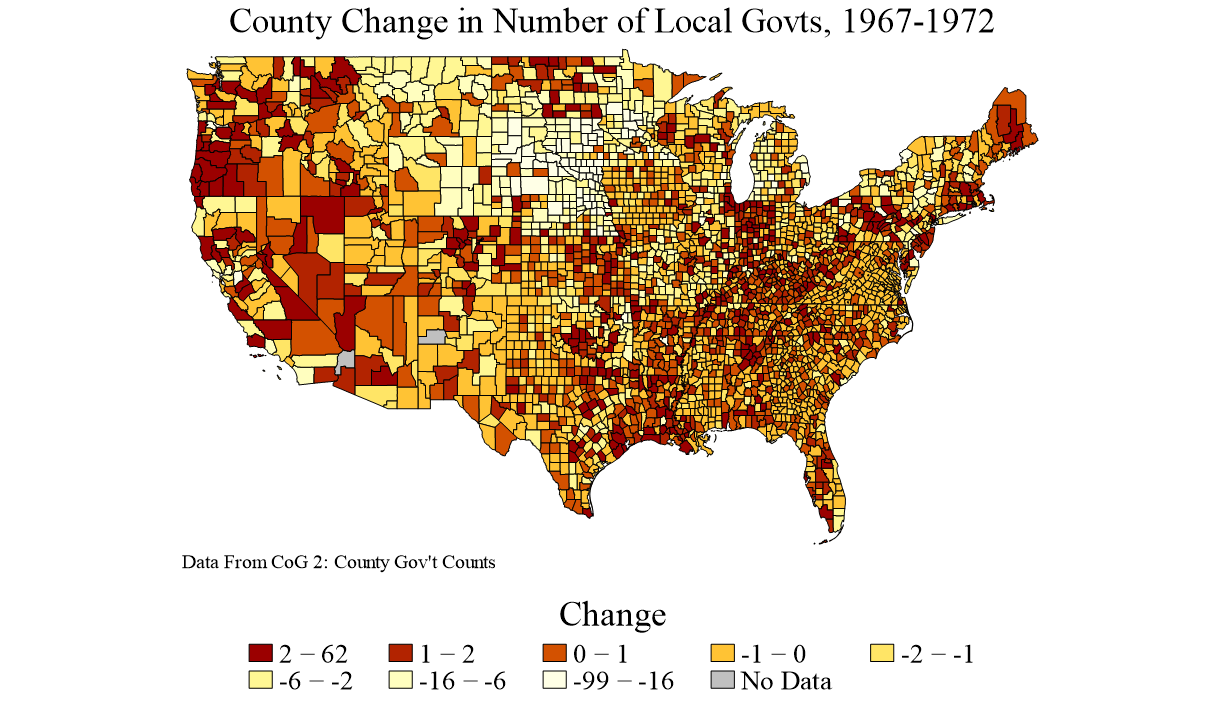 County Change in Number of Local Govts, 1967-1972
Data From CoG 2: County Gov't Counts
Change
2 − 62 1 − 2 0 − 1 -1 − 0 -2 − -1
-6 − -2 -16 − -6 -99 − -16 No Data